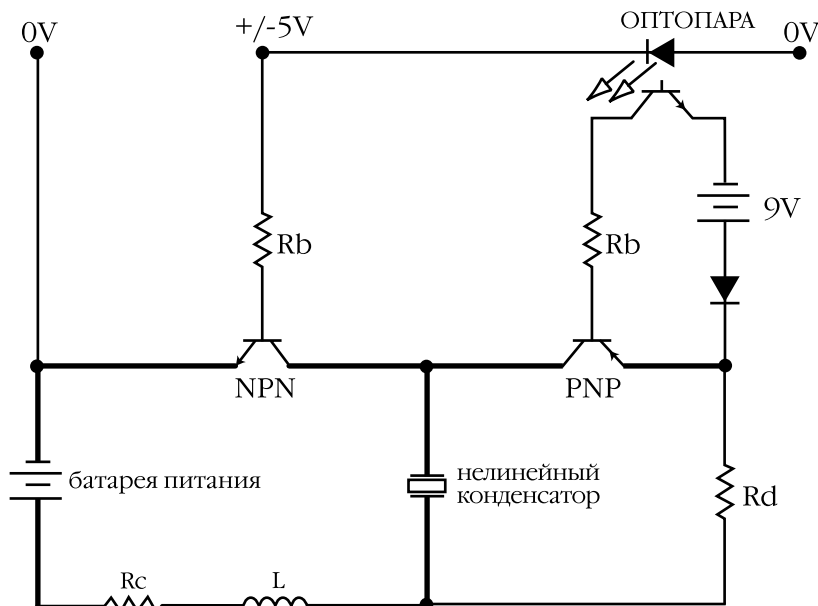 ОПТОПАРА
0V
+/-5V
0V
9V
Rb
Rb
NPN
PNP
батарея питания
нелинейный
конденсатор
Rd
Rc
L